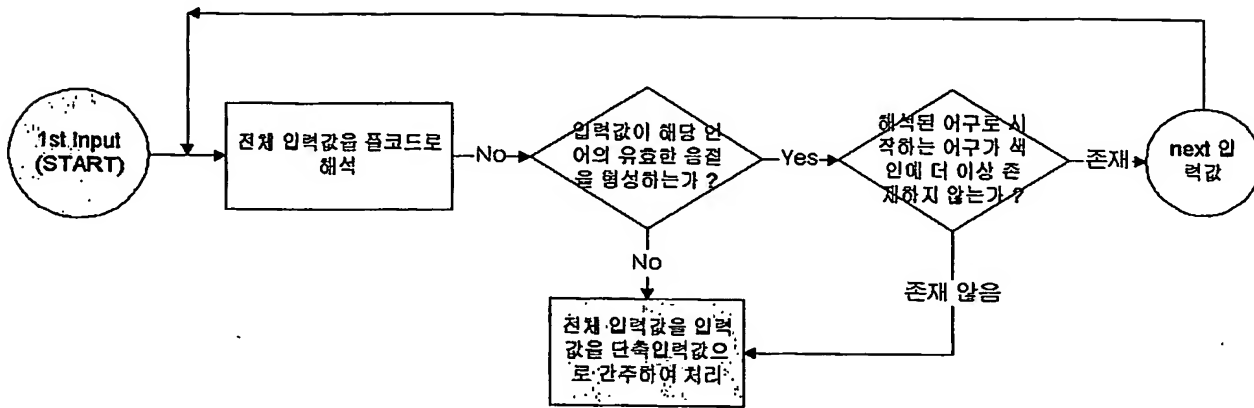 1st Input
(START)
전체 입력값을 풀코드로
해석
No
입력값이 해당 언
어의 유효한 음절
을 형성하는가 ?
Yes
해석된 어구로 시
작하는 어구가 색
인에 더 이상 존
재하지 않는가 ?
존재
next 입
력값
No
존재 않음
전체 입력값을 입력
값을 단축입력값으
로 간주하여 처리